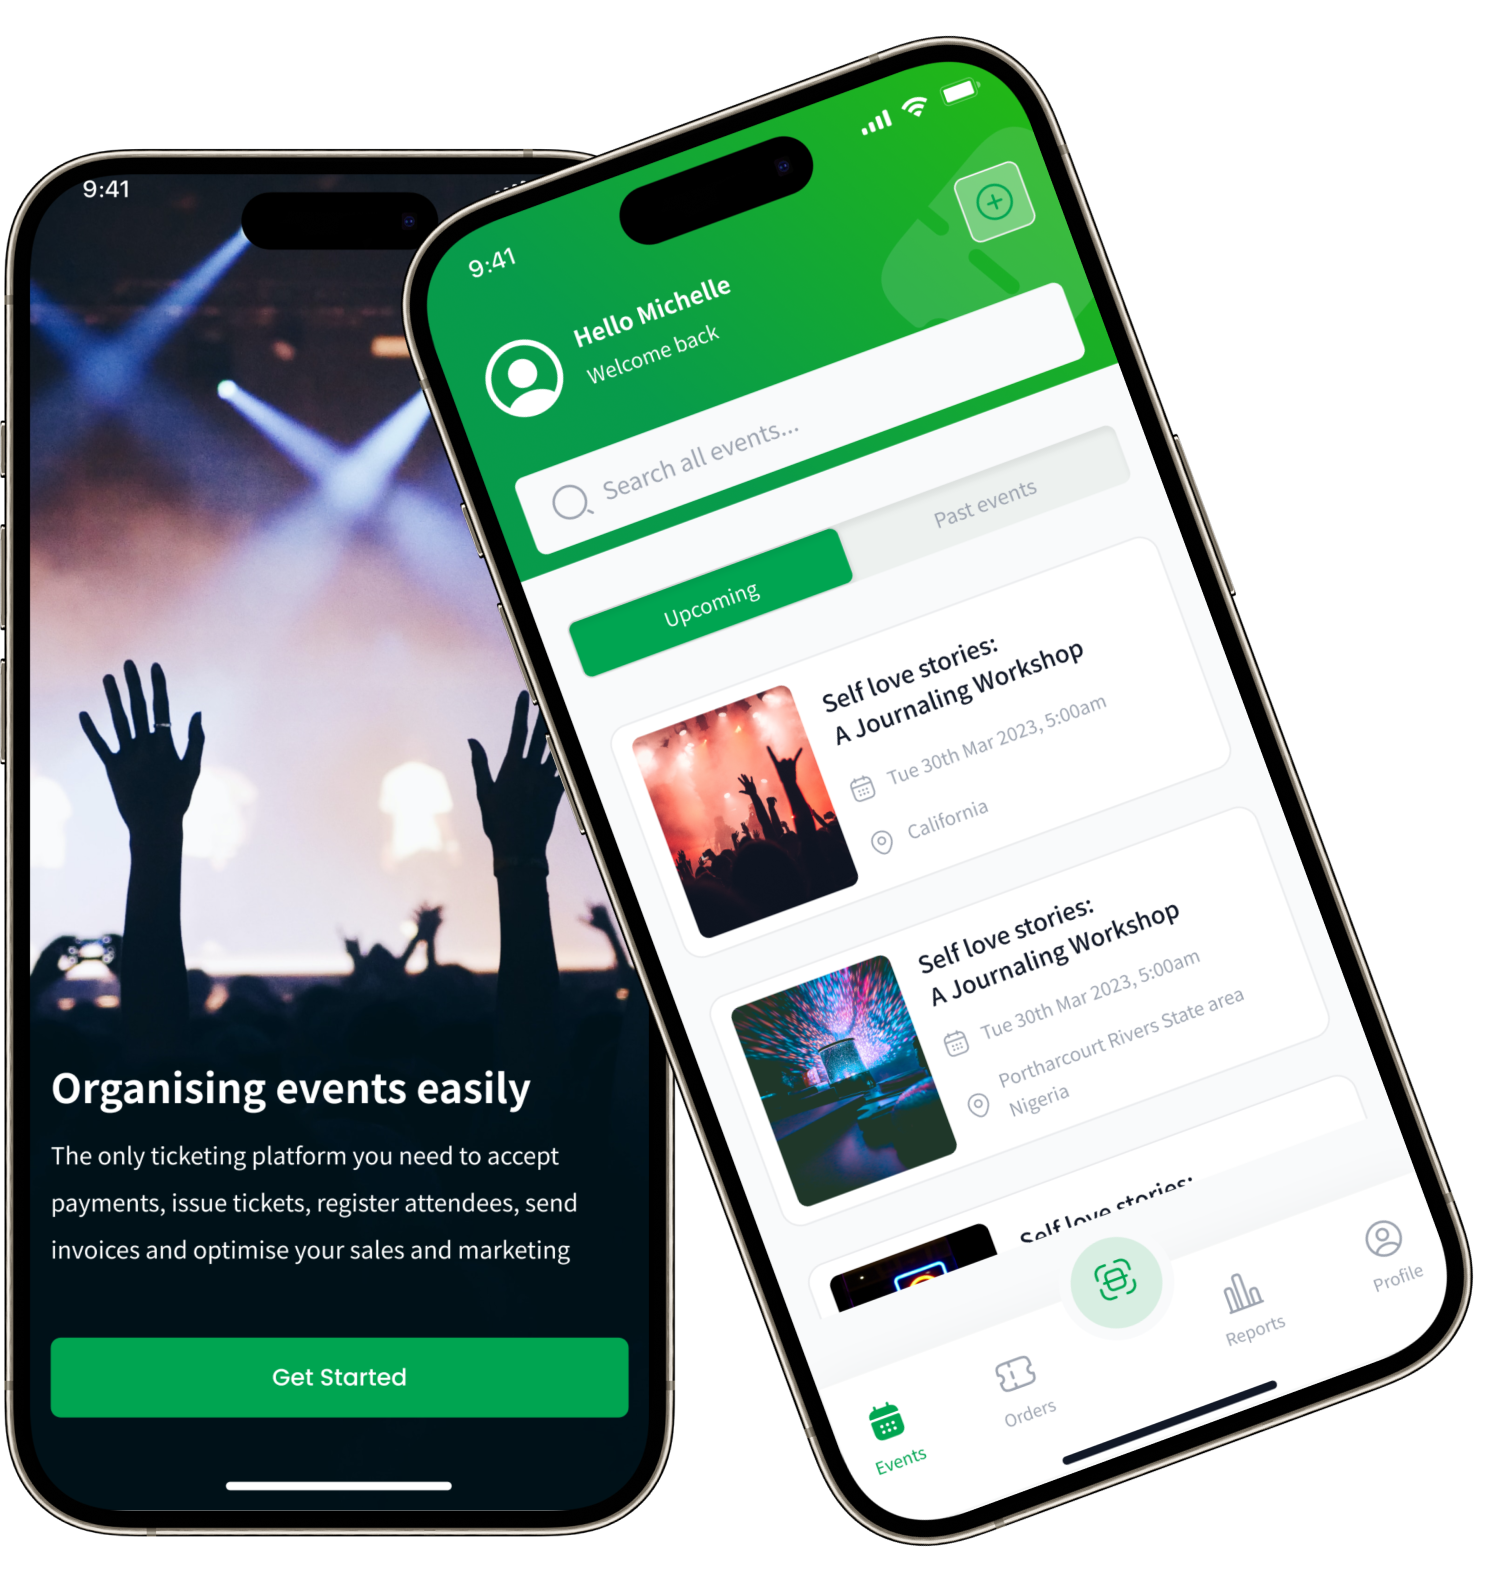 9:41
Organising events easily
The only ticketing platform you need to accept
payments, issue tickets, register attendees, send
invoices and optimise your sales and marketing
Get Started
9:41
Hello Michelle
Welcome back
Search all events...
Upcoming
Past events
Self love stories:
A Journaling Workshop
Tue 30th Mar 2023, 5:00am
California
Self love stories:
A Journaling Workshop
Tue 30th Mar 2023, 5:00am
Portharcourt Rivers State area
Nigeria
Self love stories:
Events
Orders
Reports
Profile